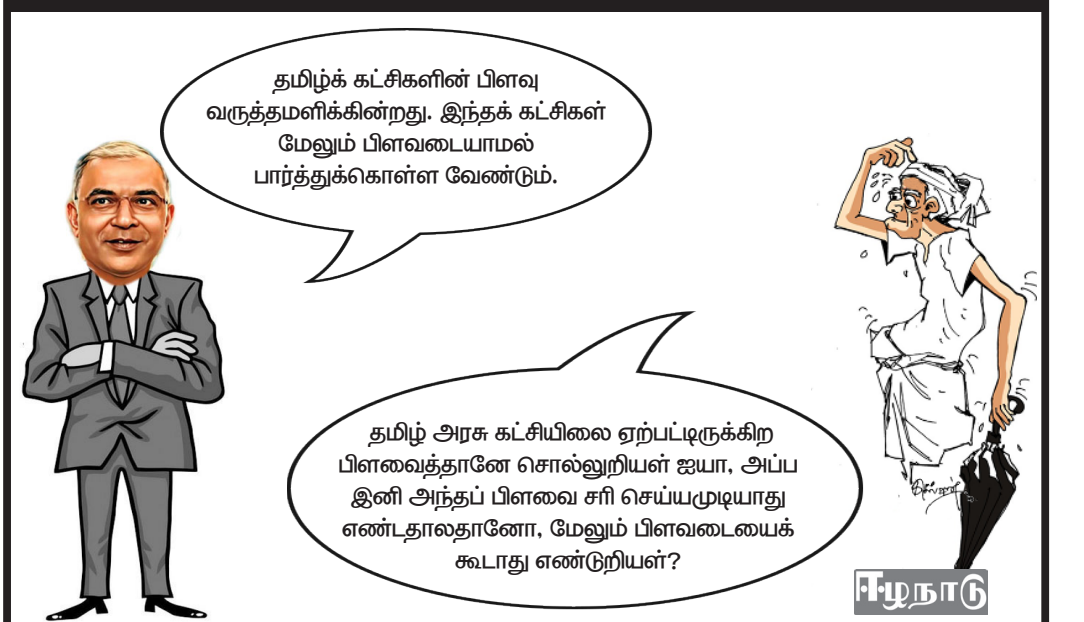 தமிழ்க் கட்சிகளின் பிளவு
வருத்தமளிக்கின்றது. இந்தக் கட்சிகள்
மேலும் பிளவடையாமல்
பார்த்துக்கொள்ள வேண்டும்.
தமிழ் அரசு கட்சியிலை ஏற்பட்டிருக்கிற
பிளவைத்தானே சொல்லுறியள் ஐயா, அப்ப
இனி அந்தப் பிளவை சரி செய்யமுடியாது
எண்டதாலதானோ, மேலும் பிளவடையைக்
கூடாது எண்டுறியள்?
ஈழநாடு